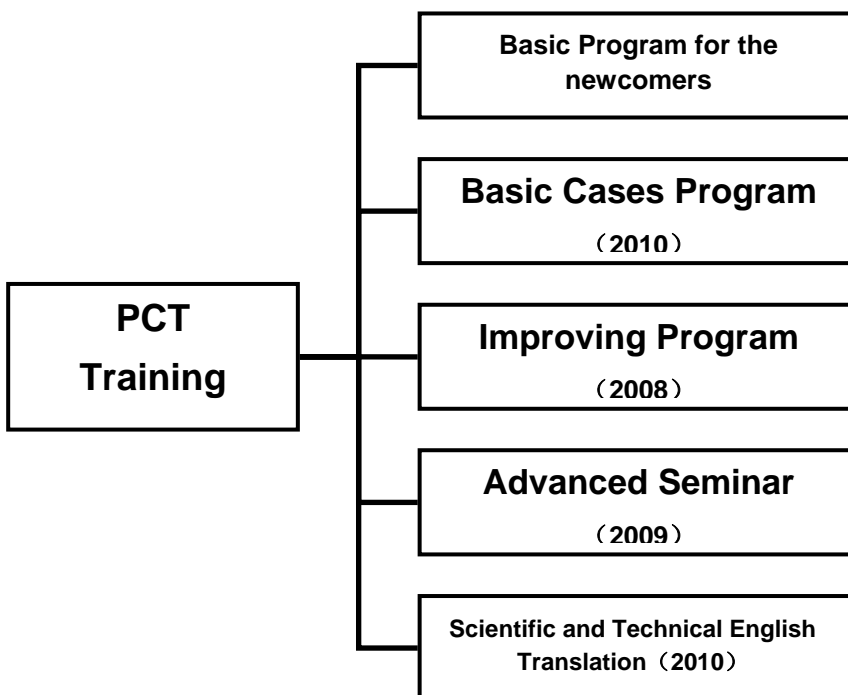 Basic Program for the
newcomers
Basic Cases Program
（2010）
PCT
Training
Improving Program
（2008）
Advanced Seminar
（2009）
Scientific and Technical English
Translation（2010）